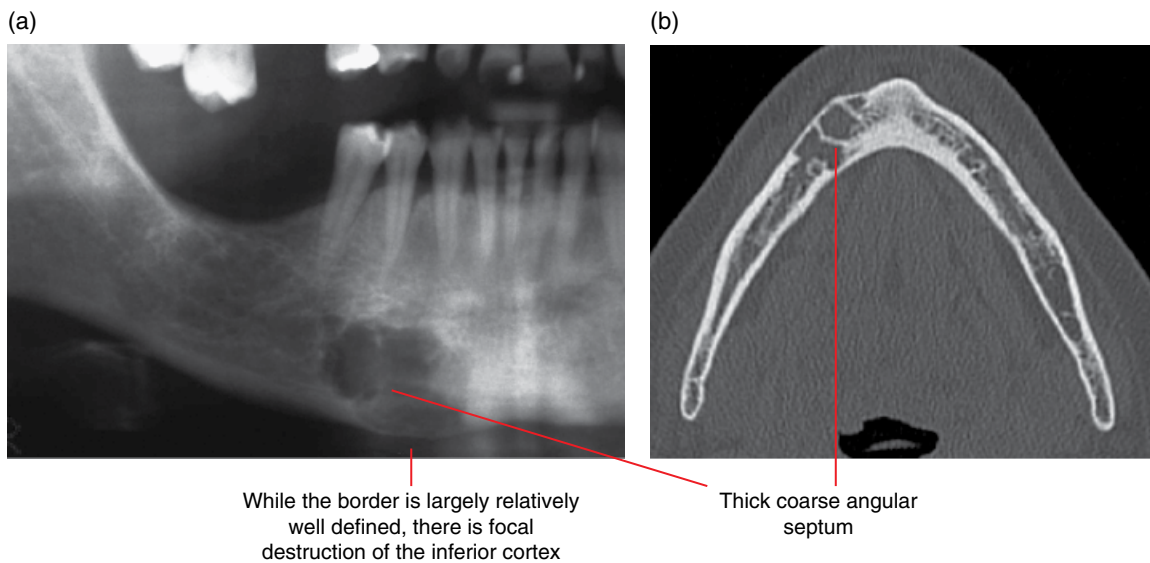 (a)
(b)
While the border is largely relatively
well defined, there is focal
destruction of the inferior cortex
Thick coarse angular
septum